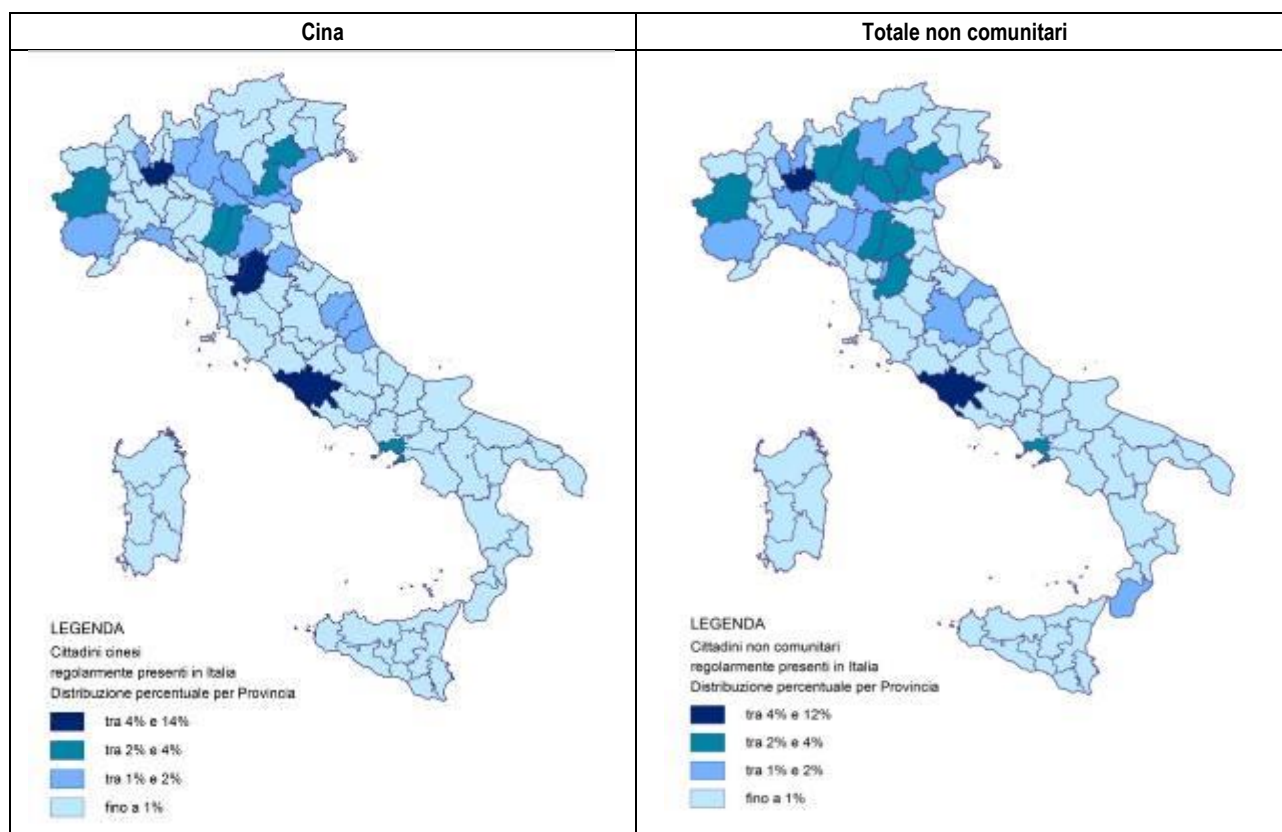 Cina
Totale non comunitari
LEGENDA
Cittadini cinesi
regolarmente presenti in Italia
Distribuzione percentuale per Provincia
tra 4% e 14%
tra 2% e 4%
tra 1% e 2%
fino a 1%
LEGENDA
Cittadini non comunitari
regolarmente presenti in Italia
Distribuzione percentuale per Provincia
tra 4% e 12%
tra 2% e 4%
tra 1% e 2%
fino a 1%